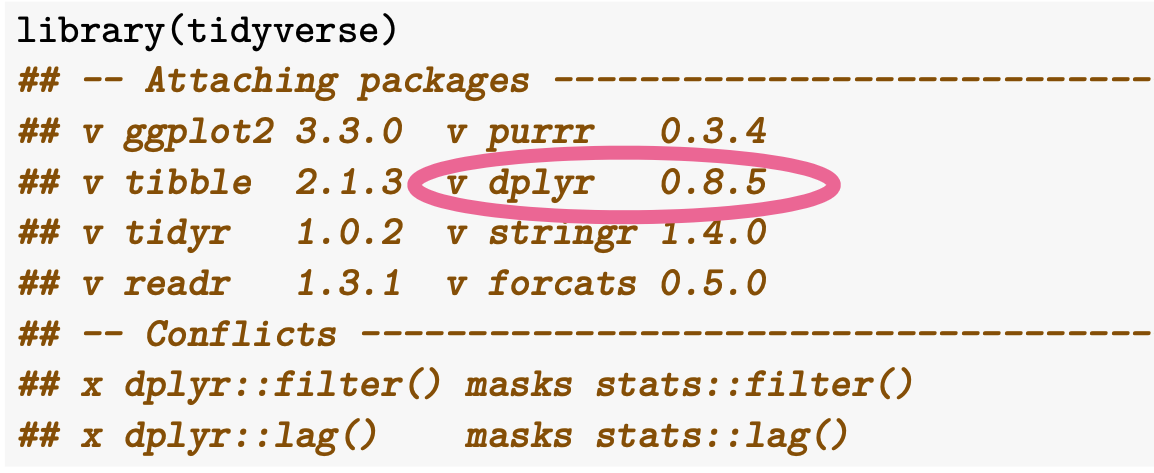 library(tidyverse)
## -- Attaching packages ----------------------------
## v ggplot2 3.3.0  v purrr   0.3.4
## v tibble  2.1.3  v dplyr   0.8.5
## v tidyr   1.0.2  v stringr 1.4.0
## v readr   1.3.1  v forcats 0.5.0
## -- Conflicts -------------------------------------
## x dplyr::filter() masks stats::filter()
## x dplyr::lag()    masks stats::lag()